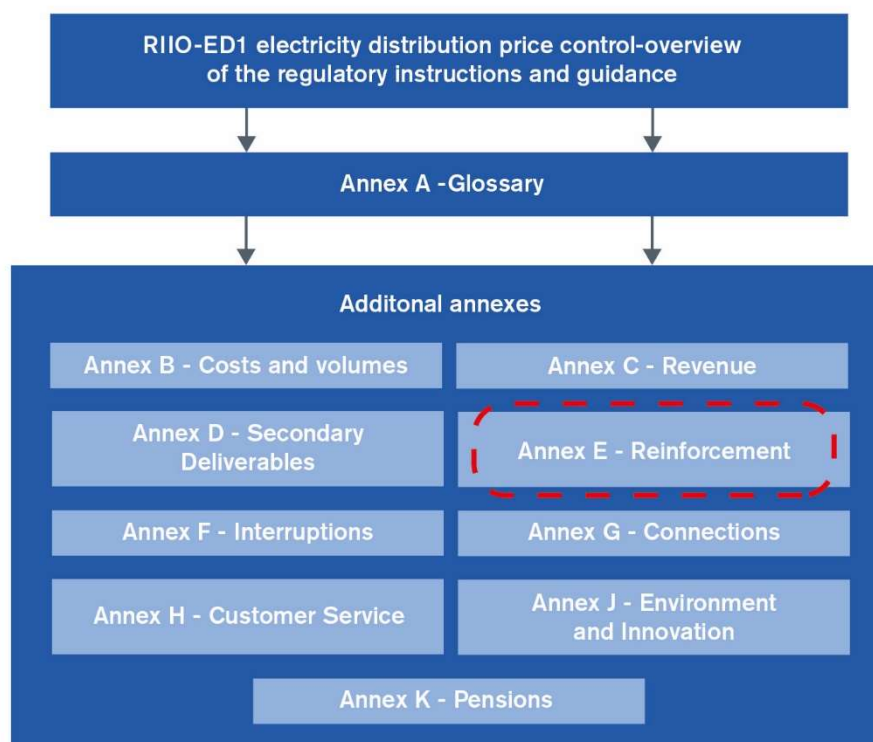 RIIO-ED1 electricity distribution price control-overview
of the regulatory instructions and guidance
Annex A -Glossary
Additonal annexes
Annex B - Costs and volumes
Annex C - Revenue
Annex D - Secondary
Deliverables
Annex E - Reinforcement
Annex F - Interruptions
Annex G - Connections
Annex H - Customer Service
Annex J - Environment
and Innovation
Annex K - Pensions